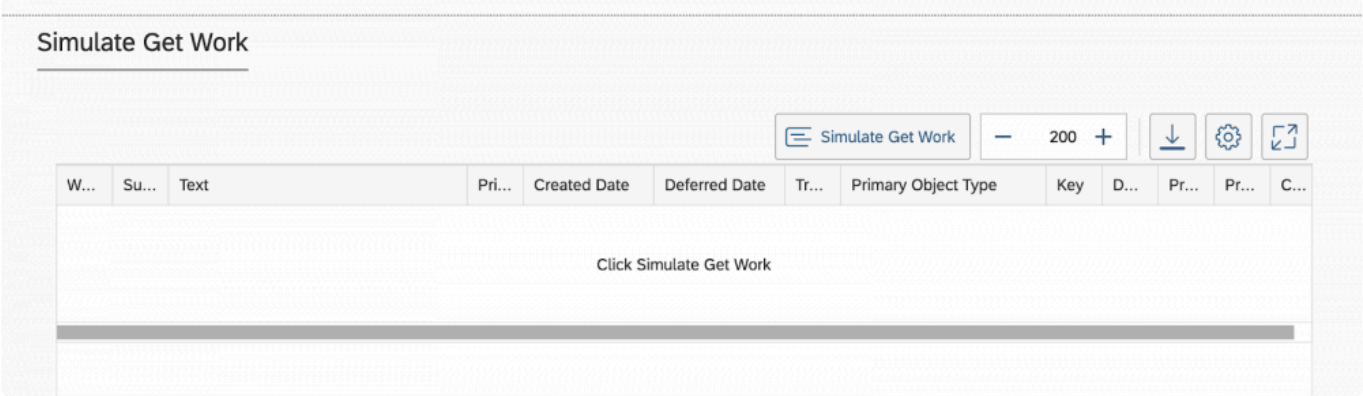 Simulate Get Work
Simulate Get Work 200
W... Su... Text Pri... Created Date Deferred Date Tr... Primary Object Type Key D... Pr... Pr... C...
Click Simulate Get Work